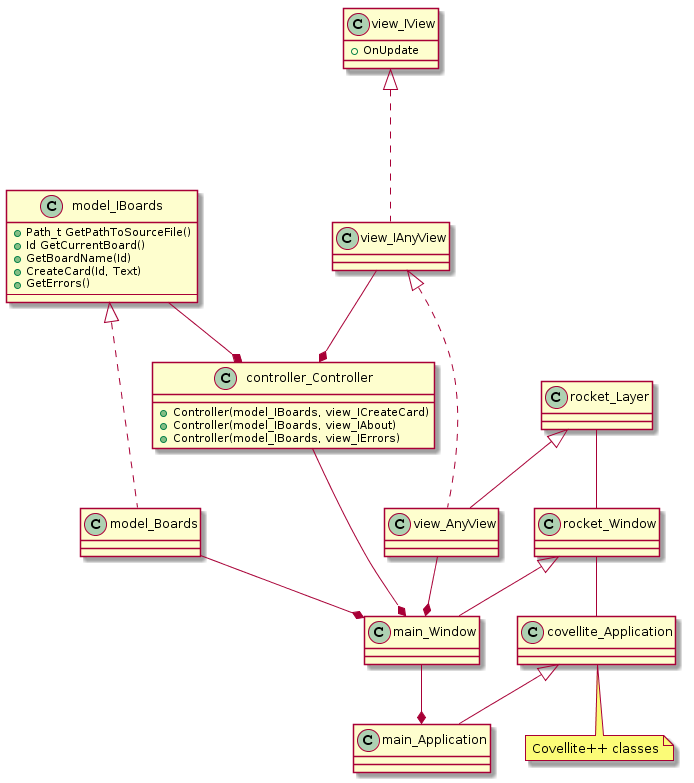 C view_IView
OnUpdate
C model_IBoards
Path_t GetPathToSourceFile()
Id GetCurrentBoard()
GetBoardName(Id)
CreateCard(Id, Text)
GetErrors()
C view_IAnyView
C controller_Controller
Controller(model_IBoards, view_ICreateCard)
Controller(model_IBoards, view_IAbout)
Controller(model_IBoards, view_IErrors)
C rocket_Layer
C model_Boards
C view_AnyView
C rocket_Window
C main_Window
C covellite_Application
C main_Application
Covellite++ classes